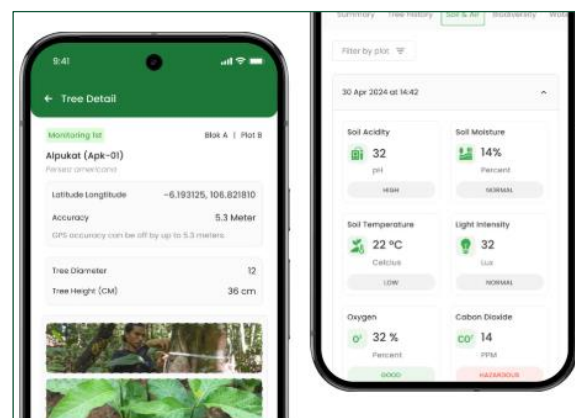 9:41
Tree Detail
Monitoring list
Blok A | Plot B
Alpukat (Apk-01)
Persea americana
Latitude Longtitude -6.193125, 106.821810
Accuracy 5.3 Meter
GPS accuracy can be off by up to 5.3 meters.
Tree Diameter 12
Tree Height (CM) 36 cm
Summary Tree History Soil & Air Biodiversity
Filter by plot
30 Apr 2024 at 14:42
Soil Acidity
32
pH
HIGH
Soil Moisture
14%
Percent
NORMAL
Soil Temperature
22 °C
Celcius
LOW
Light Intensity
32
Lux
NORMAL
Oxygen
O²
32 %
Percent
GOOD
Cabon Dioxide
CO²
14
PPM
HAZARDOUS